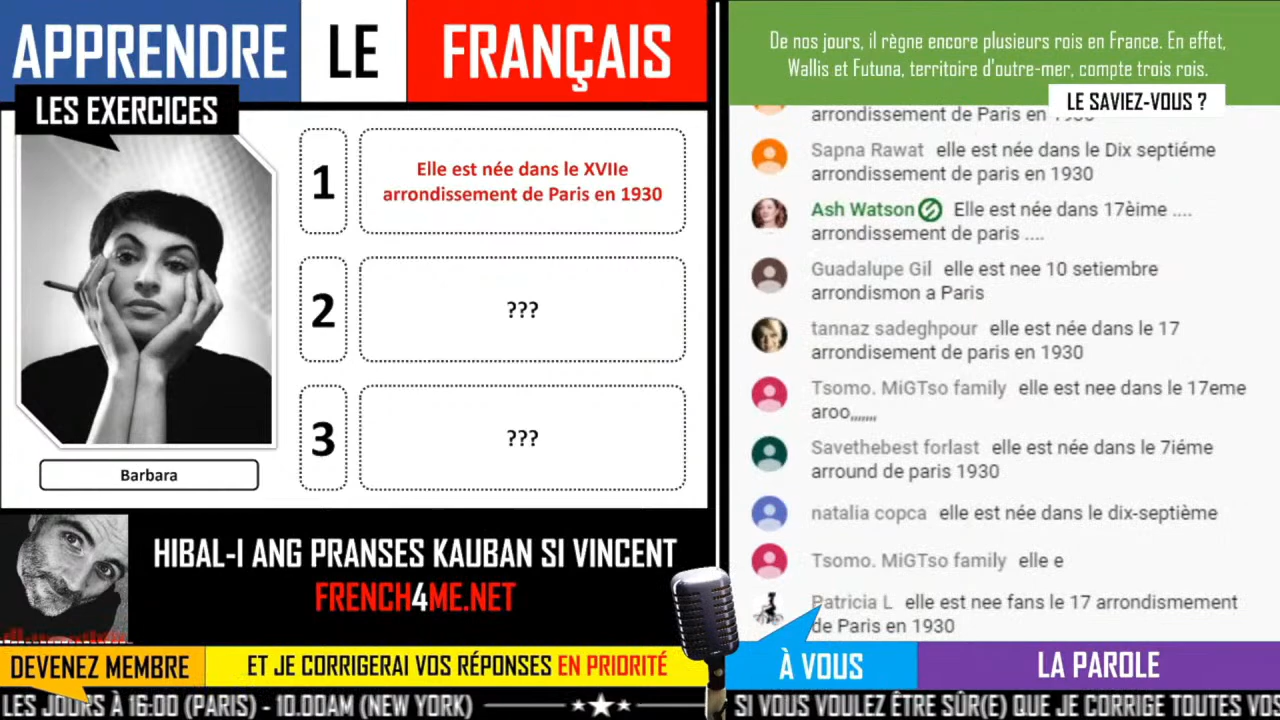 APPRENDRE LE FRANÇAIS
LES EXERCICES
1
Elle est née dans le XVIIe
arrondissement de Paris en 1930
2
???
3
???
Barbara
HIBAL-I ANG PRANSES KAUBAN SI VINCENT
FRENCH4ME.NET
DEVENEZ MEMBRE
ET JE CORRIGERAI VOS RÉPONSES EN PRIORITÉ
De nos jours, il règne encore plusieurs rois en France. En effet,
Wallis et Futuna, territoire d'outre-mer, compte trois rois.
LE SAVIEZ-VOUS ?
arrondissement de Paris en 1930
Sapna Rawat elle est née dans le Dix septiéme
arrondissement de paris en 1930
Ash Watson Elle est née dans 17èime ....
arrondissement de paris ....
Guadalupe Gil elle est nee 10 setiembre
arrondismon a Paris
tannaz sadeghpour elle est née dans le 17
arrondisement de paris en 1930
Tsomo. MiGTso family elle est nee dans le 17eme
aroo,,,,,,,
Savethebest forlast elle est née dans le 7iéme
arround de paris 1930
natalia copca elle est née dans le dix-septième
Tsomo. MiGTso family elle e
Patricia L elle est nee fans le 17 arrondismement
de Paris en 1930
À VOUS
LA PAROLE
LES JOURS À 16:00 (PARIS) - 10.00AM (NEW YORK)
SI VOUS VOULEZ ÊTRE SÛR(E) QUE JE CORRIGE TOUTES VOS